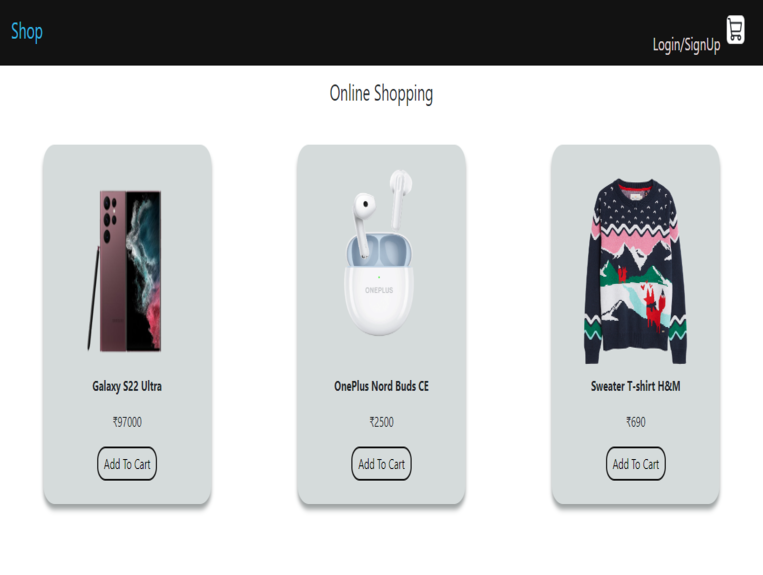 Shop
Login/SignUp
Online Shopping
ONEPLUS
Galaxy S22 Ultra
OnePlus Nord Buds CE
Sweater T-shirt H&M
₹97000
₹2500
₹690
Add To Cart
Add To Cart
Add To Cart